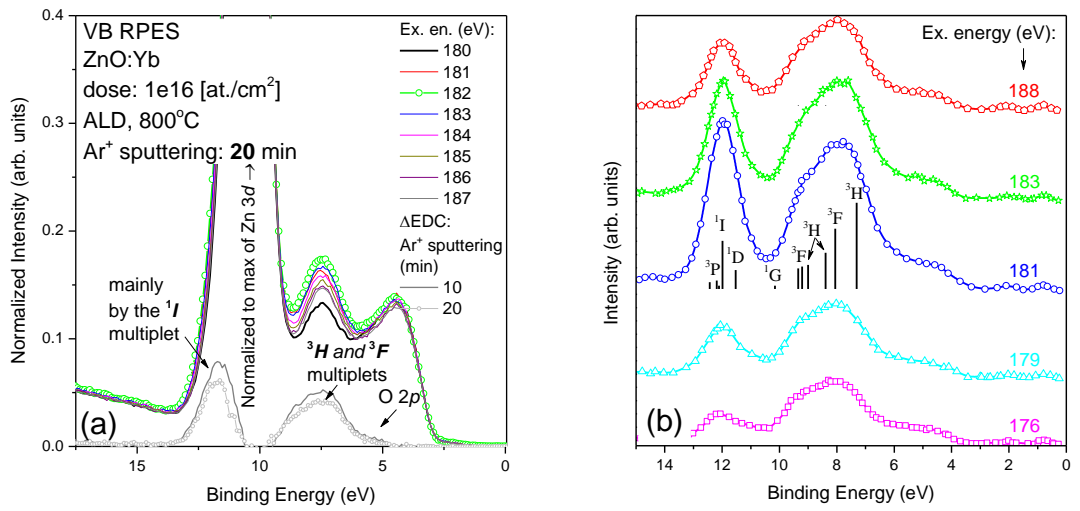 VB RPES
ZnO:Yb
dose: 1e16 [at./cm²]
ALD, 800°C
Ar⁺ sputtering: 20 min
Ex. en. (eV):
180
181
182
183
184
185
186
187
ΔEDC:
Ar⁺ sputtering
(min)
10
20
Normalized to max of Zn 3d →
mainly
by the ¹I
multiplet
³H and ³F
multiplets
O 2p
(a)
0.4
0.3
0.2
0.1
0.0
15
10
5
0
Normalized Intensity (arb. units)
Binding Energy (eV)
Ex. energy (eV):
188
183
181
179
176
³P
¹I
¹D
¹G
³F
³H
³F
³H
(b)
15 14
12
10
8
6
4
2
0
Intensity (arb. units)
Binding Energy (eV)